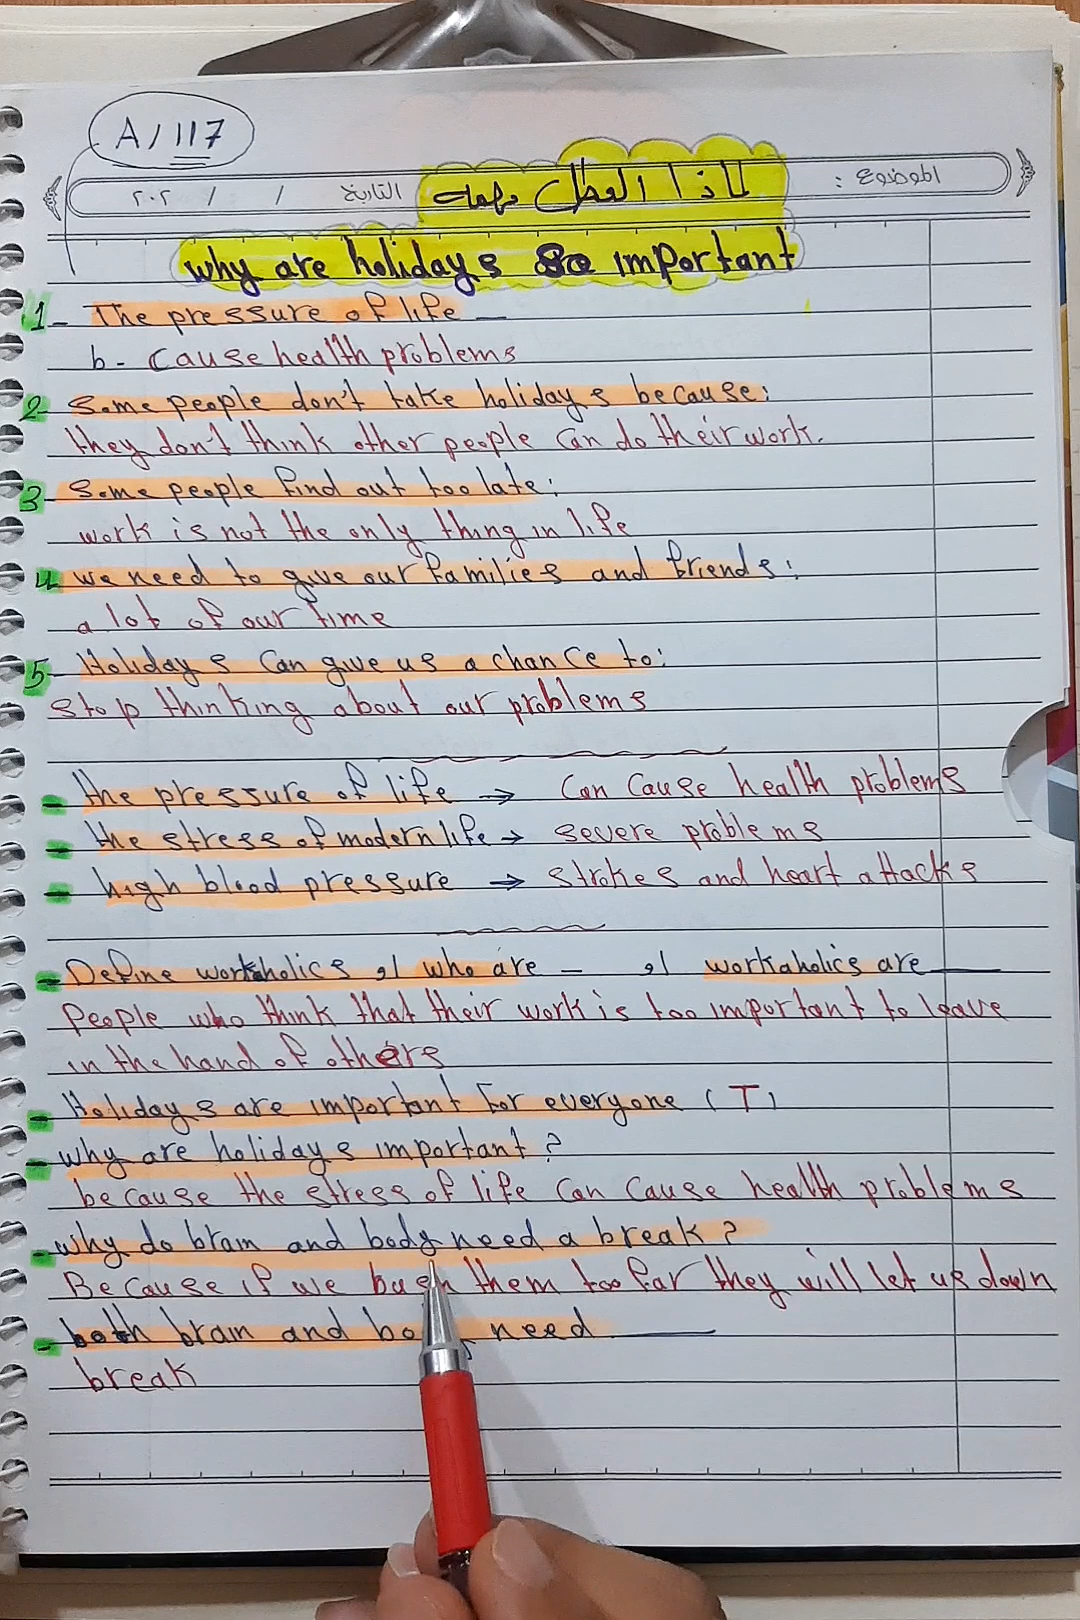 A/117
الموضوع : لماذا العطل مهمة التاريخ / / ٢٠٢
why are holidays so important
1- The pressure of life —
b- cause health problems
2- Some people don't take holidays because:
they don't think other people can do their work.
3- Some people find out too late:
work is not the only thing in life
4- we need to give our families and friends:
a lot of our time
5- Holidays can give us a chance to:
stop thinking about our problems
- the pressure of life → can cause health problems
- the stress of modern life → severe problems
- high blood pressure → strokes and heart attacks
- Define workaholics او who are — او workaholics are —
People who think that their work is too important to leave
in the hand of others
- Holidays are important for everyone (T)
- why are holidays important?
because the stress of life can cause health problems
- why do brain and body need a break?
Because if we bush them too far they will let us down
- both brain and body need —
break